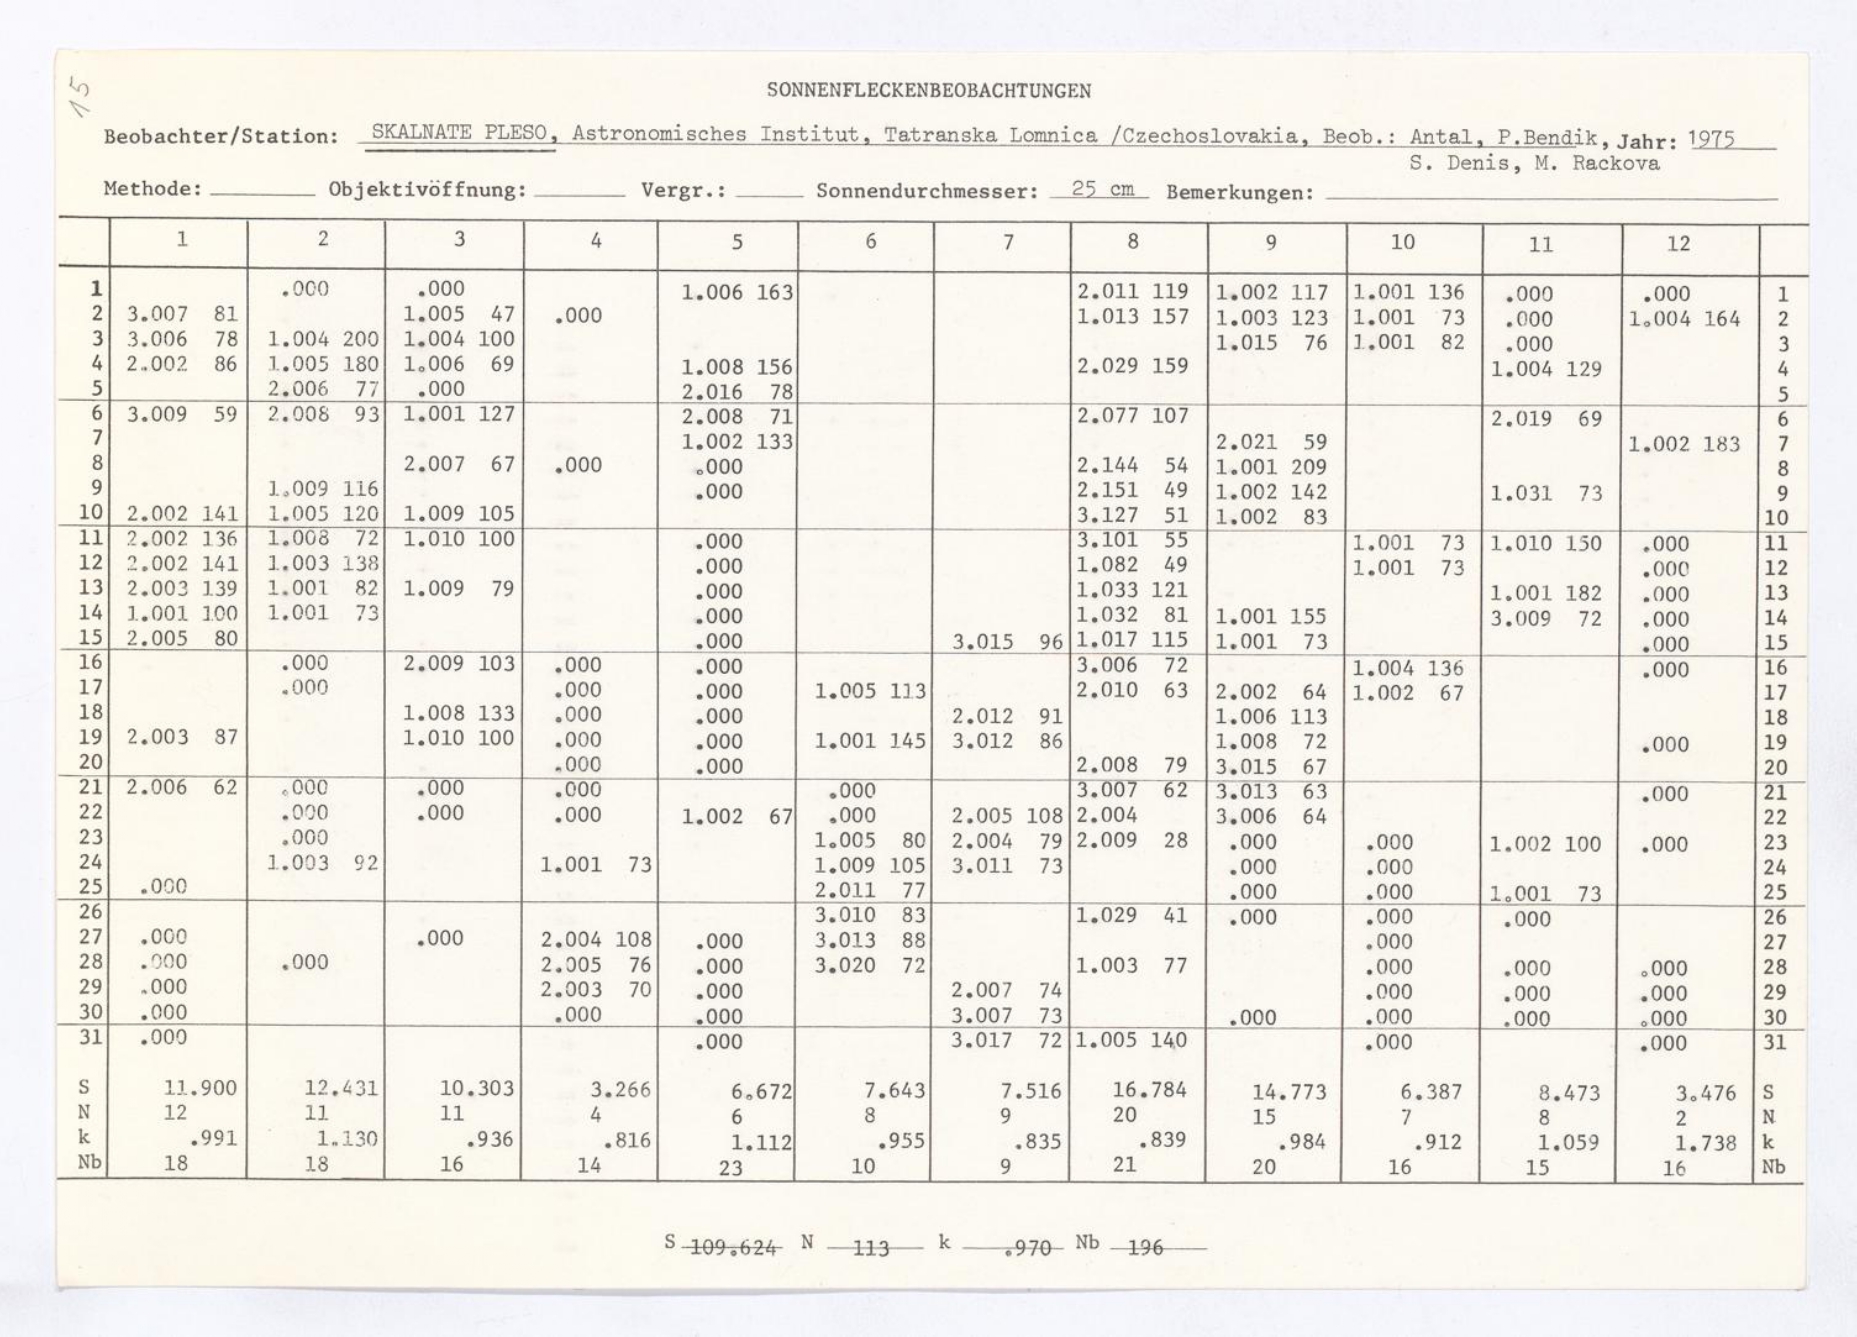 15
SONNENFLECKENBEOBACHTUNGEN
Beobachter/Station: SKALNATE PLESO, Astronomisches Institut, Tatranska Lomnica /Czechoslovakia, Beob.: Antal, P.Bendik, Jahr: 1975
S. Denis, M. Rackova
Methode: Objektivöffnung: Vergr.: Sonnendurchmesser: 25 cm Bemerkungen:
1 2 3 4 5 6 7 8 9 10 11 12
1 .000 .000 1.006 163 2.011 119 1.002 117 1.001 136 .000 .000 1
2 3.007 81 1.005 47 .000 1.013 157 1.003 123 1.001 73 .000 1.004 164 2
3 3.006 78 1.004 200 1.004 100 1.015 76 1.001 82 .000 3
4 2.002 86 1.005 180 1.006 69 1.008 156 2.029 159 1.004 129 4
5 2.006 77 .000 2.016 78 5
6 3.009 59 2.008 93 1.001 127 2.008 71 2.077 107 2.019 69 6
7 1.002 133 2.021 59 1.002 183 7
8 2.007 67 .000 .000 2.144 54 1.001 209 8
9 1.009 116 .000 2.151 49 1.002 142 1.031 73 9
10 2.002 141 1.005 120 1.009 105 3.127 51 1.002 83 10
11 2.002 136 1.008 72 1.010 100 .000 3.101 55 1.001 73 1.010 150 .000 11
12 2.002 141 1.003 138 .000 1.082 49 1.001 73 .000 12
13 2.003 139 1.001 82 1.009 79 .000 1.033 121 1.001 182 .000 13
14 1.001 100 1.001 73 .000 1.032 81 1.001 155 3.009 72 .000 14
15 2.005 80 .000 3.015 96 1.017 115 1.001 73 .000 15
16 .000 2.009 103 .000 .000 3.006 72 1.004 136 .000 16
17 .000 .000 .000 1.005 113 2.010 63 2.002 64 1.002 67 17
18 1.008 133 .000 .000 2.012 91 1.006 113 18
19 2.003 87 1.010 100 .000 .000 1.001 145 3.012 86 1.008 72 .000 19
20 .000 .000 2.008 79 3.015 67 20
21 2.006 62 .000 .000 .000 .000 3.007 62 3.013 63 .000 21
22 .000 .000 .000 1.002 67 .000 2.005 108 2.004 3.006 64 22
23 .000 1.005 80 2.004 79 2.009 28 .000 .000 1.002 100 .000 23
24 1.003 92 1.001 73 1.009 105 3.011 73 .000 .000 24
25 .000 2.011 77 .000 .000 1.001 73 25
26 3.010 83 1.029 41 .000 .000 .000 26
27 .000 .000 2.004 108 .000 3.013 88 .000 27
28 .000 .000 2.005 76 .000 3.020 72 1.003 77 .000 .000 .000 28
29 .000 2.003 70 .000 2.007 74 .000 .000 .000 29
30 .000 .000 .000 3.007 73 .000 .000 .000 .000 30
31 .000 .000 3.017 72 1.005 140 .000 .000 31
S 11.900 12.431 10.303 3.266 6.672 7.643 7.516 16.784 14.773 6.387 8.473 3.476 S
N 12 11 11 4 6 8 9 20 15 7 8 2 N
k .991 1.130 .936 .816 1.112 .955 .835 .839 .984 .912 1.059 1.738 k
Nb 18 18 16 14 23 10 9 21 20 16 15 16 Nb
S 109.624 N 113 k .970 Nb 196